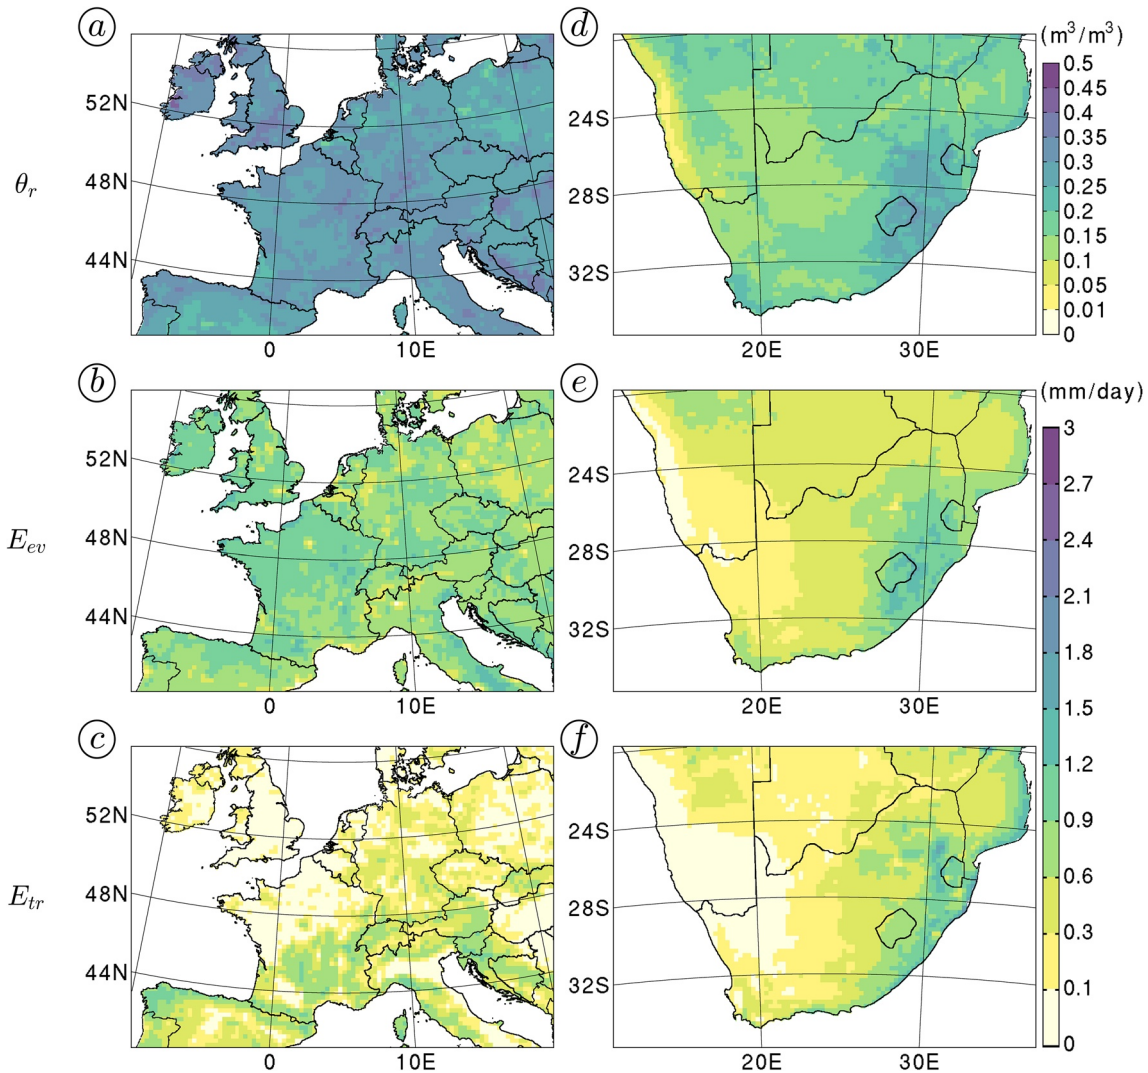 a
d
(m³/m³)
0.5
0.45
0.4
0.35
0.3
0.25
0.2
0.15
0.1
0.05
0.01
0
θr
52N
48N
44N
0
10E
24S
28S
32S
20E
30E
b
e
(mm/day)
3
2.7
2.4
2.1
1.8
1.5
1.2
0.9
0.6
0.3
0.1
0
Eev
52N
48N
44N
0
10E
24S
28S
32S
20E
30E
c
f
Etr
52N
48N
44N
0
10E
24S
28S
32S
20E
30E